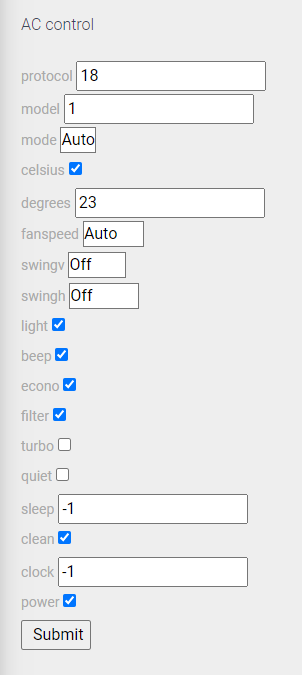 AC control
protocol 18
model 1
mode Auto
celsius
degrees 23
fanspeed Auto
swingv Off
swingh Off
light
beep
econo
filter
turbo
quiet
sleep -1
clean
clock -1
power
Submit